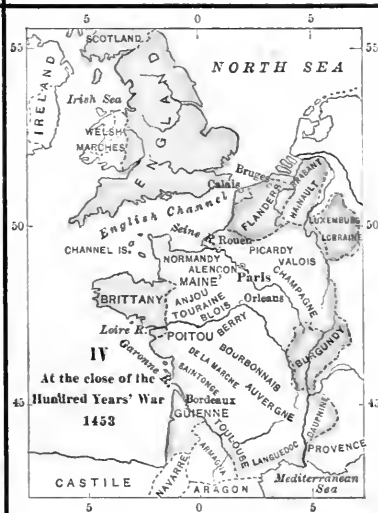 5 0 5
55 55
SCOTLAND
NORTH SEA
IRELAND
Irish Sea
ENGLAND
WELSH
MARCHES
Bruges
Calais
FLANDERS
BRABANT
HAINAULT
50 50
English Channel
LUXEMBURG
LORRAINE
Seine R.
Rouen
CHANNEL IS.
PICARDY
NORMANDY
VALOIS
ALENCON
Paris
CHAMPAGNE
MAINE
BRITTANY
ANJOU
Orleans
TOURAINE
BLOIS
Loire R.
POITOU
BERRY
BURGUNDY
IV
At the close of the
Hundred Years' War
1453
Garonne R.
BOURBONNAIS
DE LA MARCHE
SAINTONGE
AUVERGNE
45 45
Bordeaux
GUIENNE
DAUPHINE
TOULOUSE
LANGUEDOC
PROVENCE
ARMAGNA
NAVARRE
Mediterranean
Sea
CASTILE
ARAGON
5 0 5